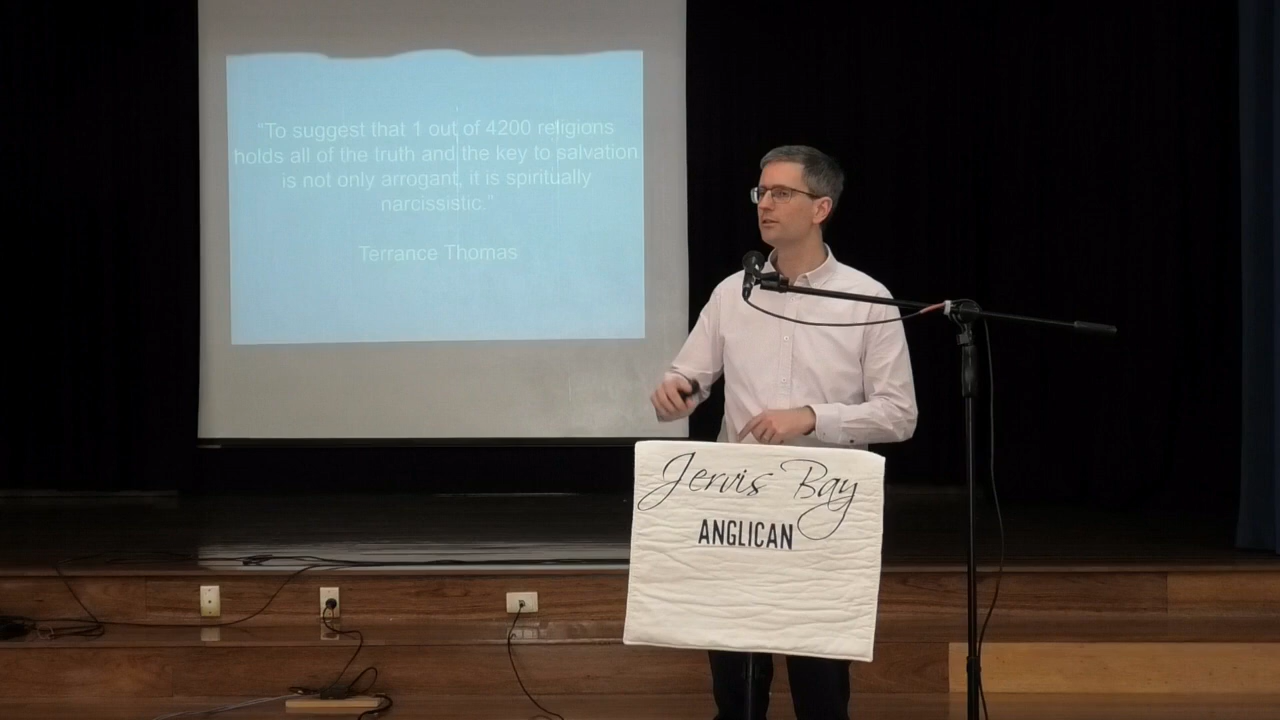 "To suggest that 1 out of 4200 religions
holds all of the truth and the key to salvation
is not only arrogant, it is spiritually
narcissistic."
Terrance Thomas
Jervis Bay
ANGLICAN